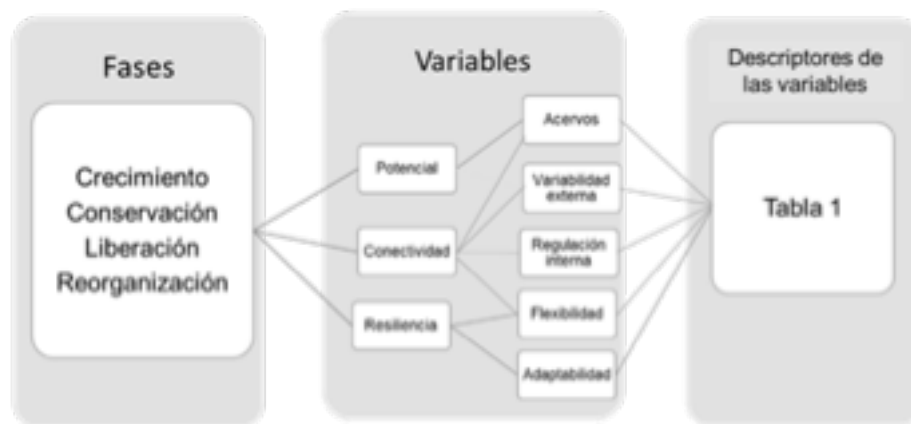 Fases
Crecimiento
Conservación
Liberación
Reorganización
Variables
Potencial
Conectividad
Resiliencia
Acervos
Variabilidad
externa
Regulación
interna
Flexibilidad
Adaptabilidad
Descriptores de
las variables
Tabla 1